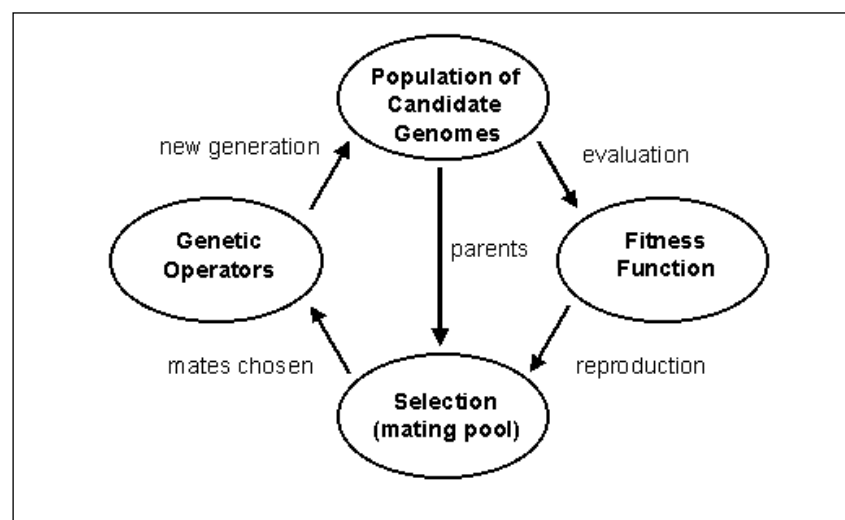 Population of
Candidate
Genomes
new generation
evaluation
Genetic
Operators
parents
Fitness
Function
mates chosen
reproduction
Selection
(mating pool)